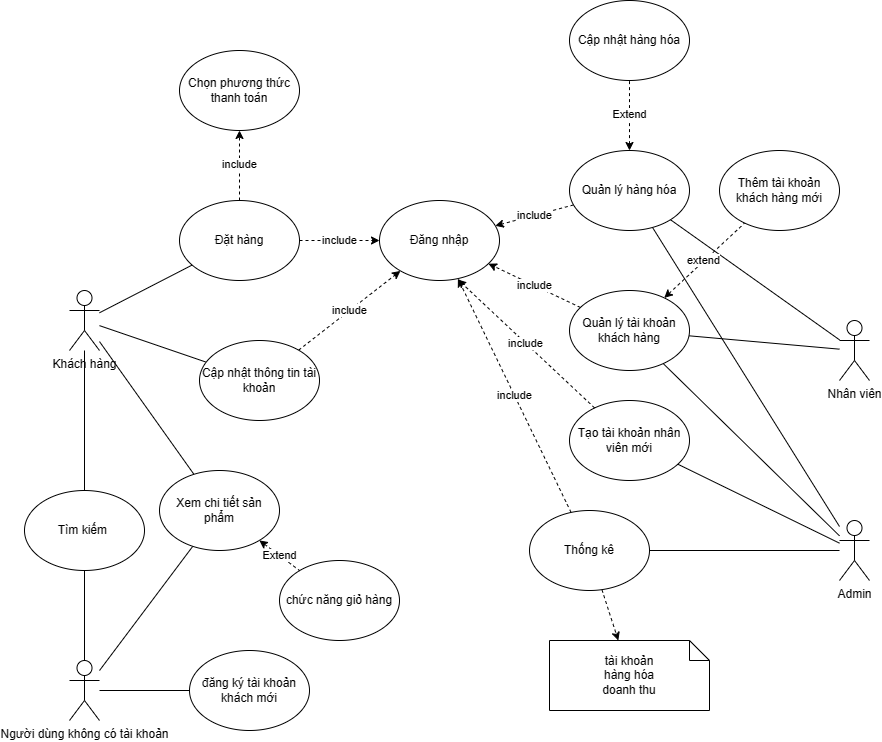 Cập nhật hàng hóa
Chọn phương thức
thanh toán
Extend
include
Quản lý hàng hóa
Thêm tài khoản
khách hàng mới
include
Đặt hàng
include
Đăng nhập
extend
include
include
Quản lý tài khoản
khách hàng
include
Khách hàng
Cập nhật thông tin tài
khoản
include
Nhân viên
Tạo tài khoản nhân
viên mới
Xem chi tiết sản
phẩm
Tìm kiếm
Thống kê
Extend
chức năng giỏ hàng
Admin
tài khoản
hàng hóa
doanh thu
đăng ký tài khoản
khách mới
Người dùng không có tài khoản
include